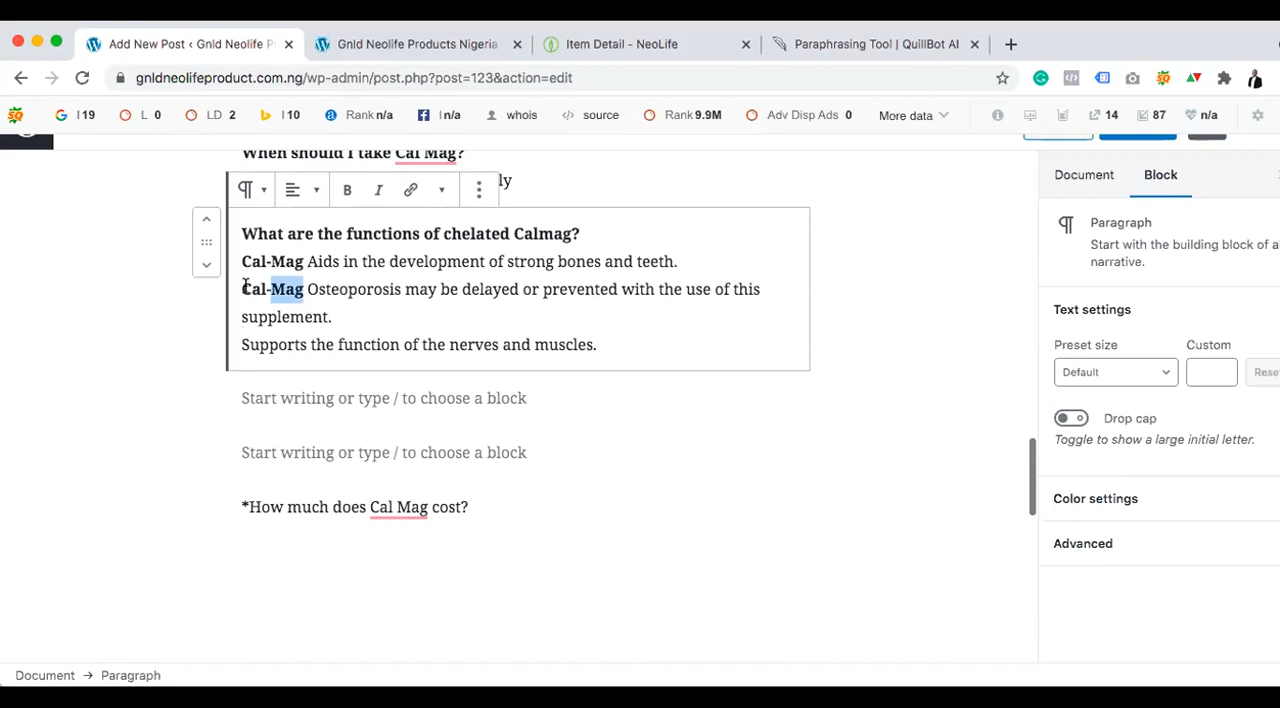 Add New Post ‹ Gnld Neolife P
Gnld Neolife Products Nigeria
Item Detail - NeoLife
Paraphrasing Tool | QuillBot AI
gnldneolifeproduct.com.ng/wp-admin/post.php?post=123&action=edit
I 19
L 0
LD 2
I 10
Rank n/a
I n/a
whois
source
Rank 9.9M
Adv Disp Ads 0
More data
14
87
n/a
When should I take Cal Mag?
ly
What are the functions of chelated Calmag?
Cal-Mag Aids in the development of strong bones and teeth.
Cal-Mag Osteoporosis may be delayed or prevented with the use of this
supplement.
Supports the function of the nerves and muscles.
Start writing or type / to choose a block
Start writing or type / to choose a block
*How much does Cal Mag cost?
Document
Block
Paragraph
Start with the building block of a
narrative.
Text settings
Preset size
Custom
Default
Rese
Drop cap
Toggle to show a large initial letter.
Color settings
Advanced
Document → Paragraph